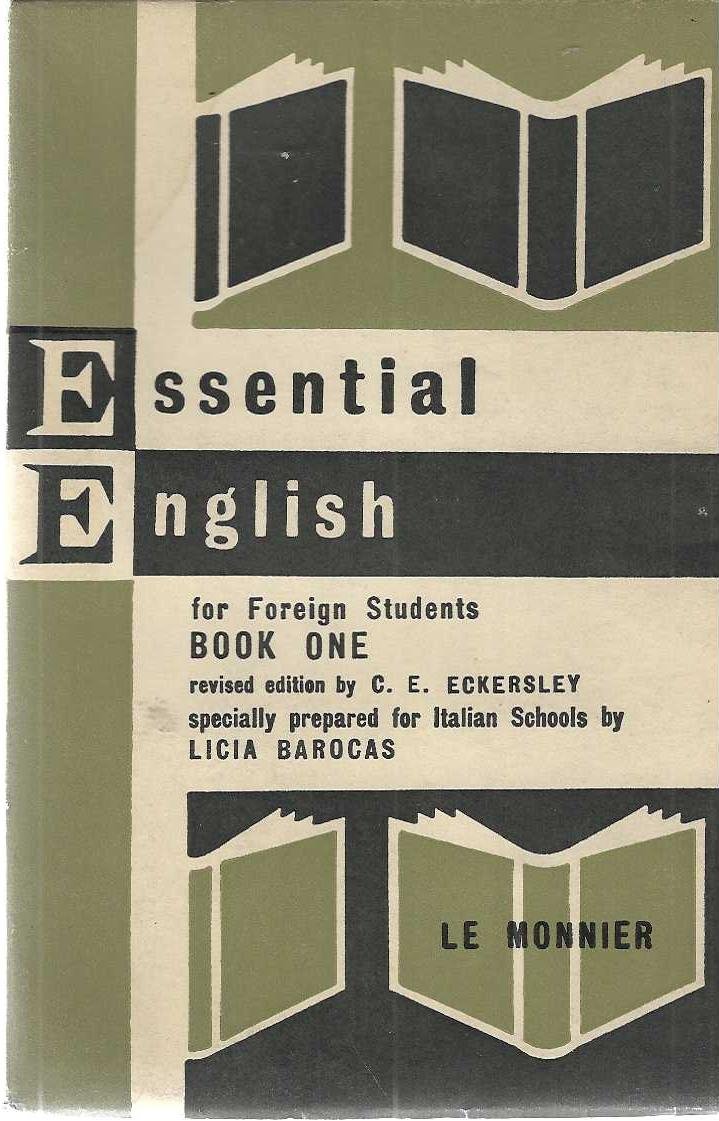 Essential
English
for Foreign Students
BOOK ONE
revised edition by C. E. ECKERSLEY
specially prepared for Italian Schools by
LICIA BAROCAS
LE MONNIER